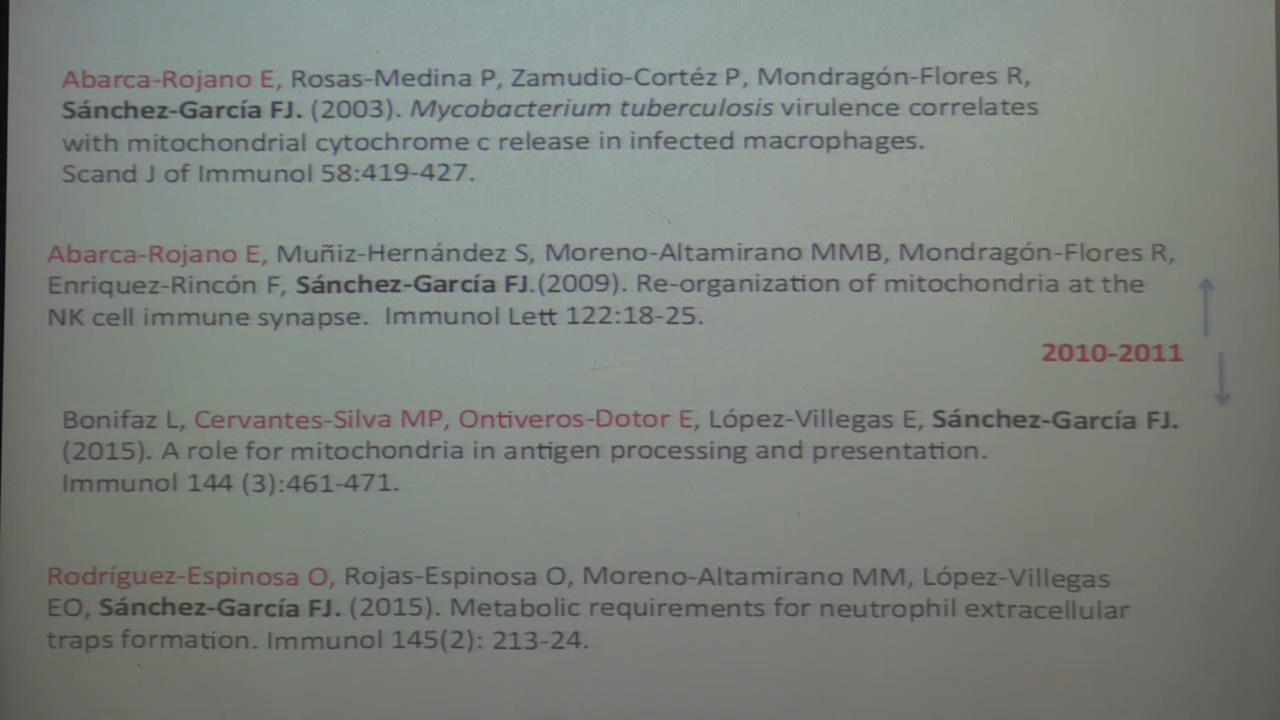 Abarca-Rojano E, Rosas-Medina P, Zamudio-Cortéz P, Mondragón-Flores R,
Sánchez-García FJ. (2003). Mycobacterium tuberculosis virulence correlates
with mitochondrial cytochrome c release in infected macrophages.
Scand J of Immunol 58:419-427.
Abarca-Rojano E, Muñiz-Hernández S, Moreno-Altamirano MMB, Mondragón-Flores R,
Enriquez-Rincón F, Sánchez-García FJ.(2009). Re-organization of mitochondria at the
NK cell immune synapse. Immunol Lett 122:18-25.
2010-2011
Bonifaz L, Cervantes-Silva MP, Ontiveros-Dotor E, López-Villegas E, Sánchez-García FJ.
(2015). A role for mitochondria in antigen processing and presentation.
Immunol 144 (3):461-471.
Rodríguez-Espinosa O, Rojas-Espinosa O, Moreno-Altamirano MM, López-Villegas
EO, Sánchez-García FJ. (2015). Metabolic requirements for neutrophil extracellular
traps formation. Immunol 145(2): 213-24.